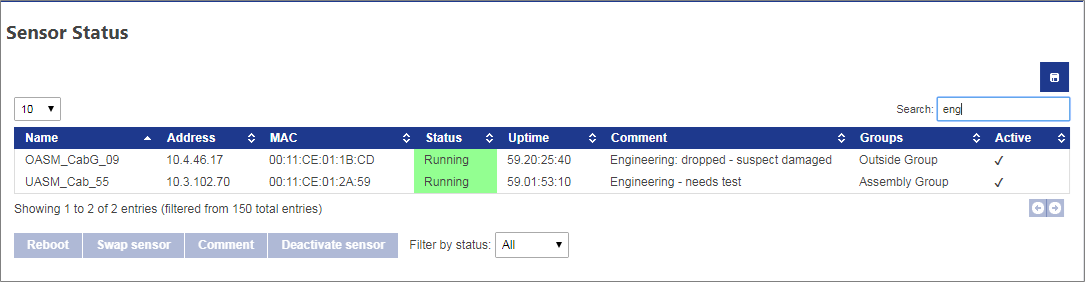 Sensor Status
10 Search: eng
Name Address MAC Status Uptime Comment Groups Active
OASM_CabG_09 10.4.46.17 00:11:CE:01:1B:CD Running 59.20:25:40 Engineering: dropped - suspect damaged Outside Group ✓
UASM_Cab_55 10.3.102.70 00:11:CE:01:2A:59 Running 59.01:53:10 Engineering - needs test Assembly Group ✓
Showing 1 to 2 of 2 entries (filtered from 150 total entries)
Reboot Swap sensor Comment Deactivate sensor Filter by status: All